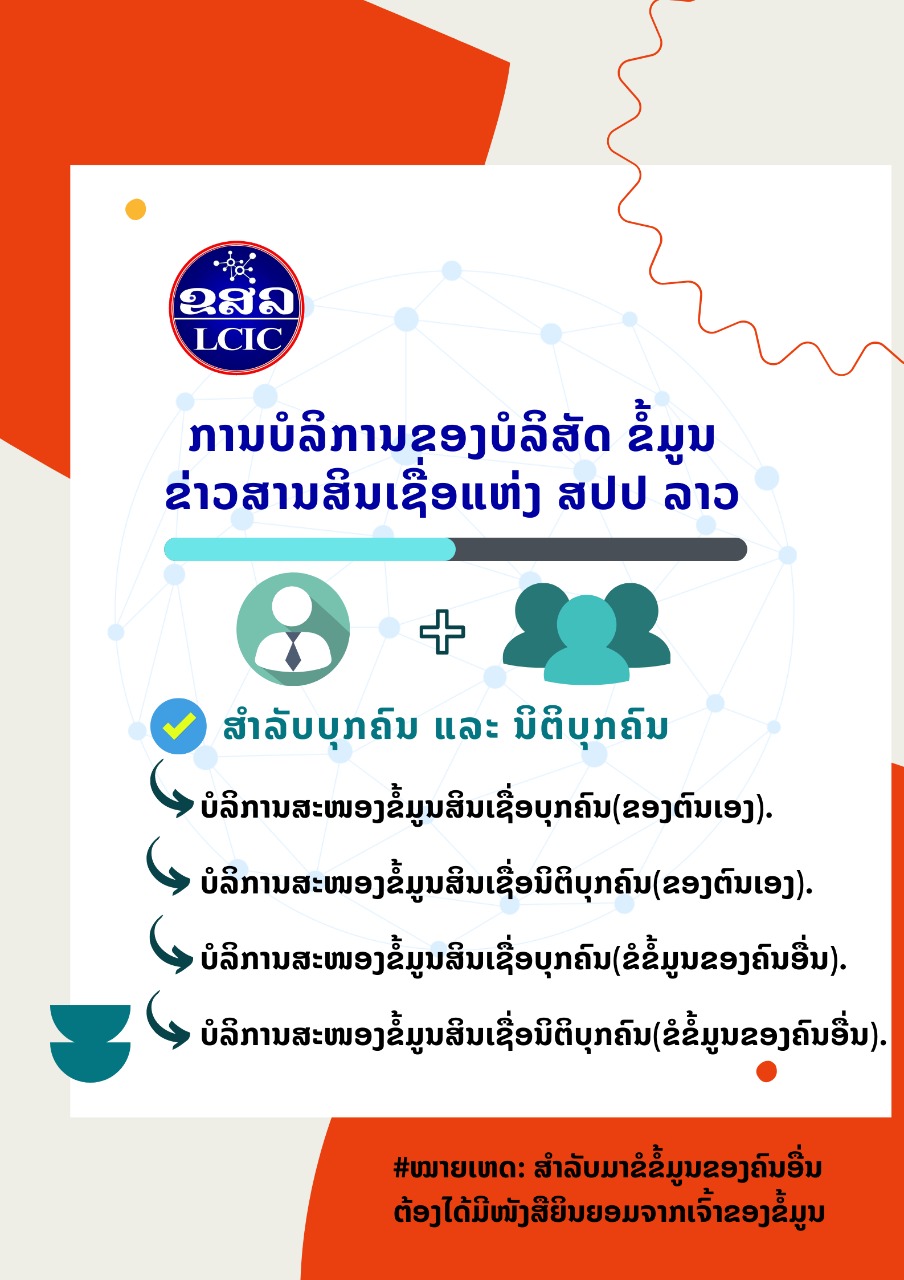 ຂສລ
LCIC
ການບໍລິການຂອງບໍລິສັດ ຂໍ້ມູນ
ຂ່າວສານສິນເຊື່ອແຫ່ງ ສປປ ລາວ
ສຳລັບບຸກຄົນ ແລະ ນິຕິບຸກຄົນ
ບໍລິການສະໜອງຂໍ້ມູນສິນເຊື່ອບຸກຄົນ(ຂອງຕົນເອງ).
ບໍລິການສະໜອງຂໍ້ມູນສິນເຊື່ອນິຕິບຸກຄົນ(ຂອງຕົນເອງ).
ບໍລິການສະໜອງຂໍ້ມູນສິນເຊື່ອບຸກຄົນ(ຂໍຂໍ້ມູນຂອງຄົນອື່ນ).
ບໍລິການສະໜອງຂໍ້ມູນສິນເຊື່ອນິຕິບຸກຄົນ(ຂໍຂໍ້ມູນຂອງຄົນອື່ນ).
#ໝາຍເຫດ: ສຳລັບມາຂໍຂໍ້ມູນຂອງຄົນອື່ນ
ຕ້ອງໄດ້ມີໜັງສືຍິນຍອມຈາກເຈົ້າຂອງຂໍ້ມູນ